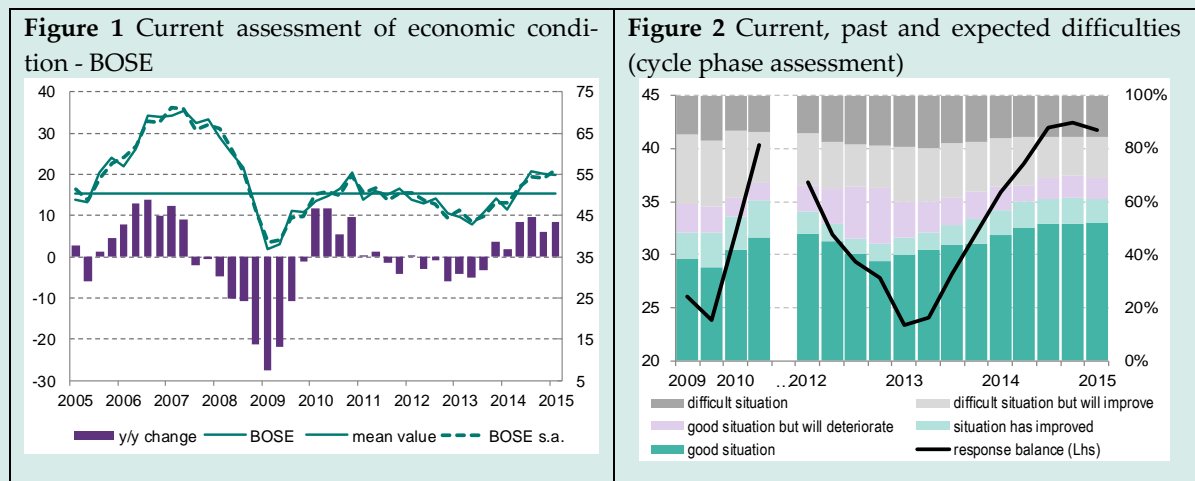 Figure 1 Current assessment of economic condi-
tion - BOSE
40
30
20
10
0
-10
-20
-30
75
65
55
45
35
25
15
5
2005 2006 2007 2008 2009 2010 2011 2012 2013 2014 2015
y/y change BOSE mean value BOSE s.a.
Figure 2 Current, past and expected difficulties
(cycle phase assessment)
45
40
35
30
25
20
100%
80%
60%
40%
20%
0%
2009 2010 ... 2012 2013 2014 2015
difficult situation difficult situation but will improve
good situation but will deteriorate situation has improved
good situation response balance (Lhs)